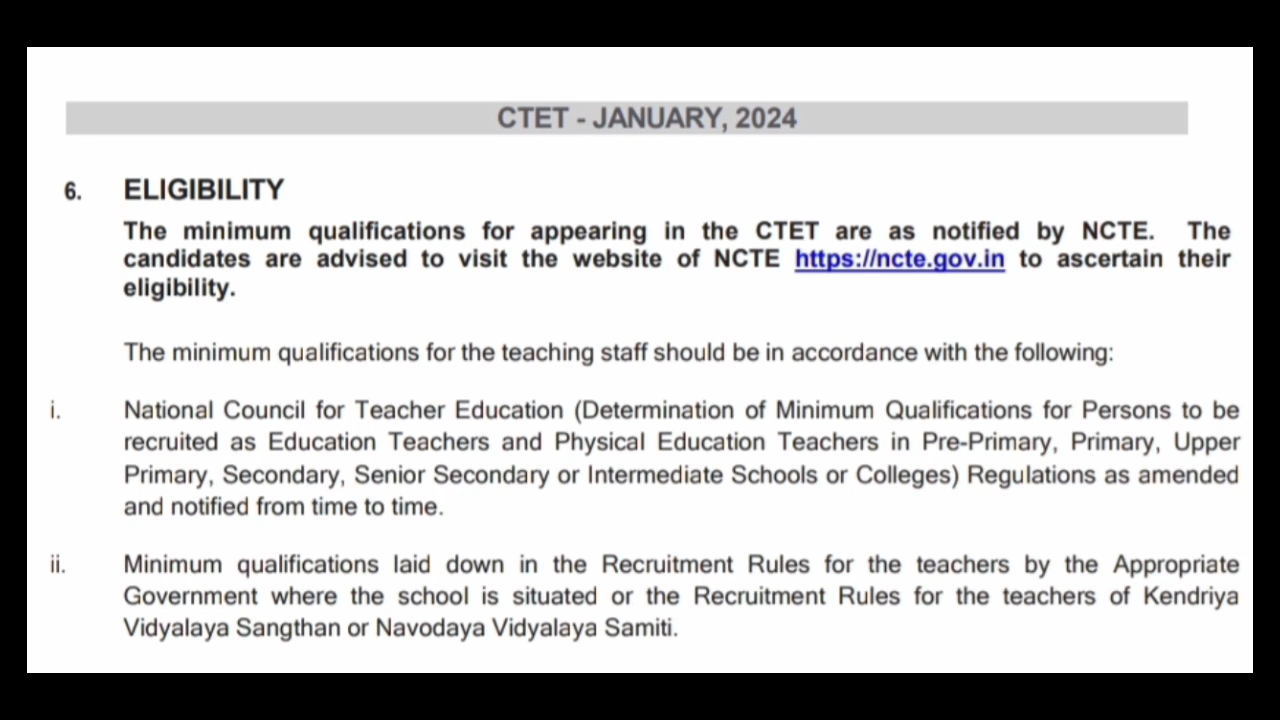 CTET - JANUARY, 2024
6. ELIGIBILITY
The minimum qualifications for appearing in the CTET are as notified by NCTE. The
candidates are advised to visit the website of NCTE https://ncte.gov.in to ascertain their
eligibility.
The minimum qualifications for the teaching staff should be in accordance with the following:
i. National Council for Teacher Education (Determination of Minimum Qualifications for Persons to be
recruited as Education Teachers and Physical Education Teachers in Pre-Primary, Primary, Upper
Primary, Secondary, Senior Secondary or Intermediate Schools or Colleges) Regulations as amended
and notified from time to time.
ii. Minimum qualifications laid down in the Recruitment Rules for the teachers by the Appropriate
Government where the school is situated or the Recruitment Rules for the teachers of Kendriya
Vidyalaya Sangthan or Navodaya Vidyalaya Samiti.